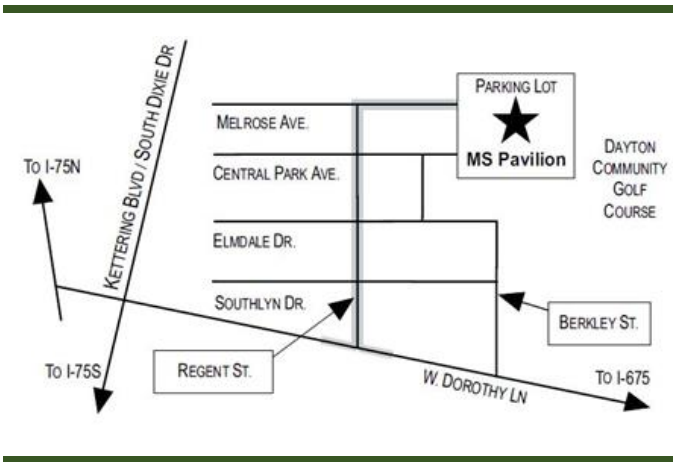 PARKING LOT
MS Pavilion
DAYTON
COMMUNITY
GOLF
COURSE
KETTERING BLVD / SOUTH DIXIE DR
TO I-75N
MELROSE AVE.
CENTRAL PARK AVE.
ELMDALE DR.
SOUTHLYN DR.
BERKLEY ST.
REGENT ST.
TO I-75S
W. DOROTHY LN
TO I-675